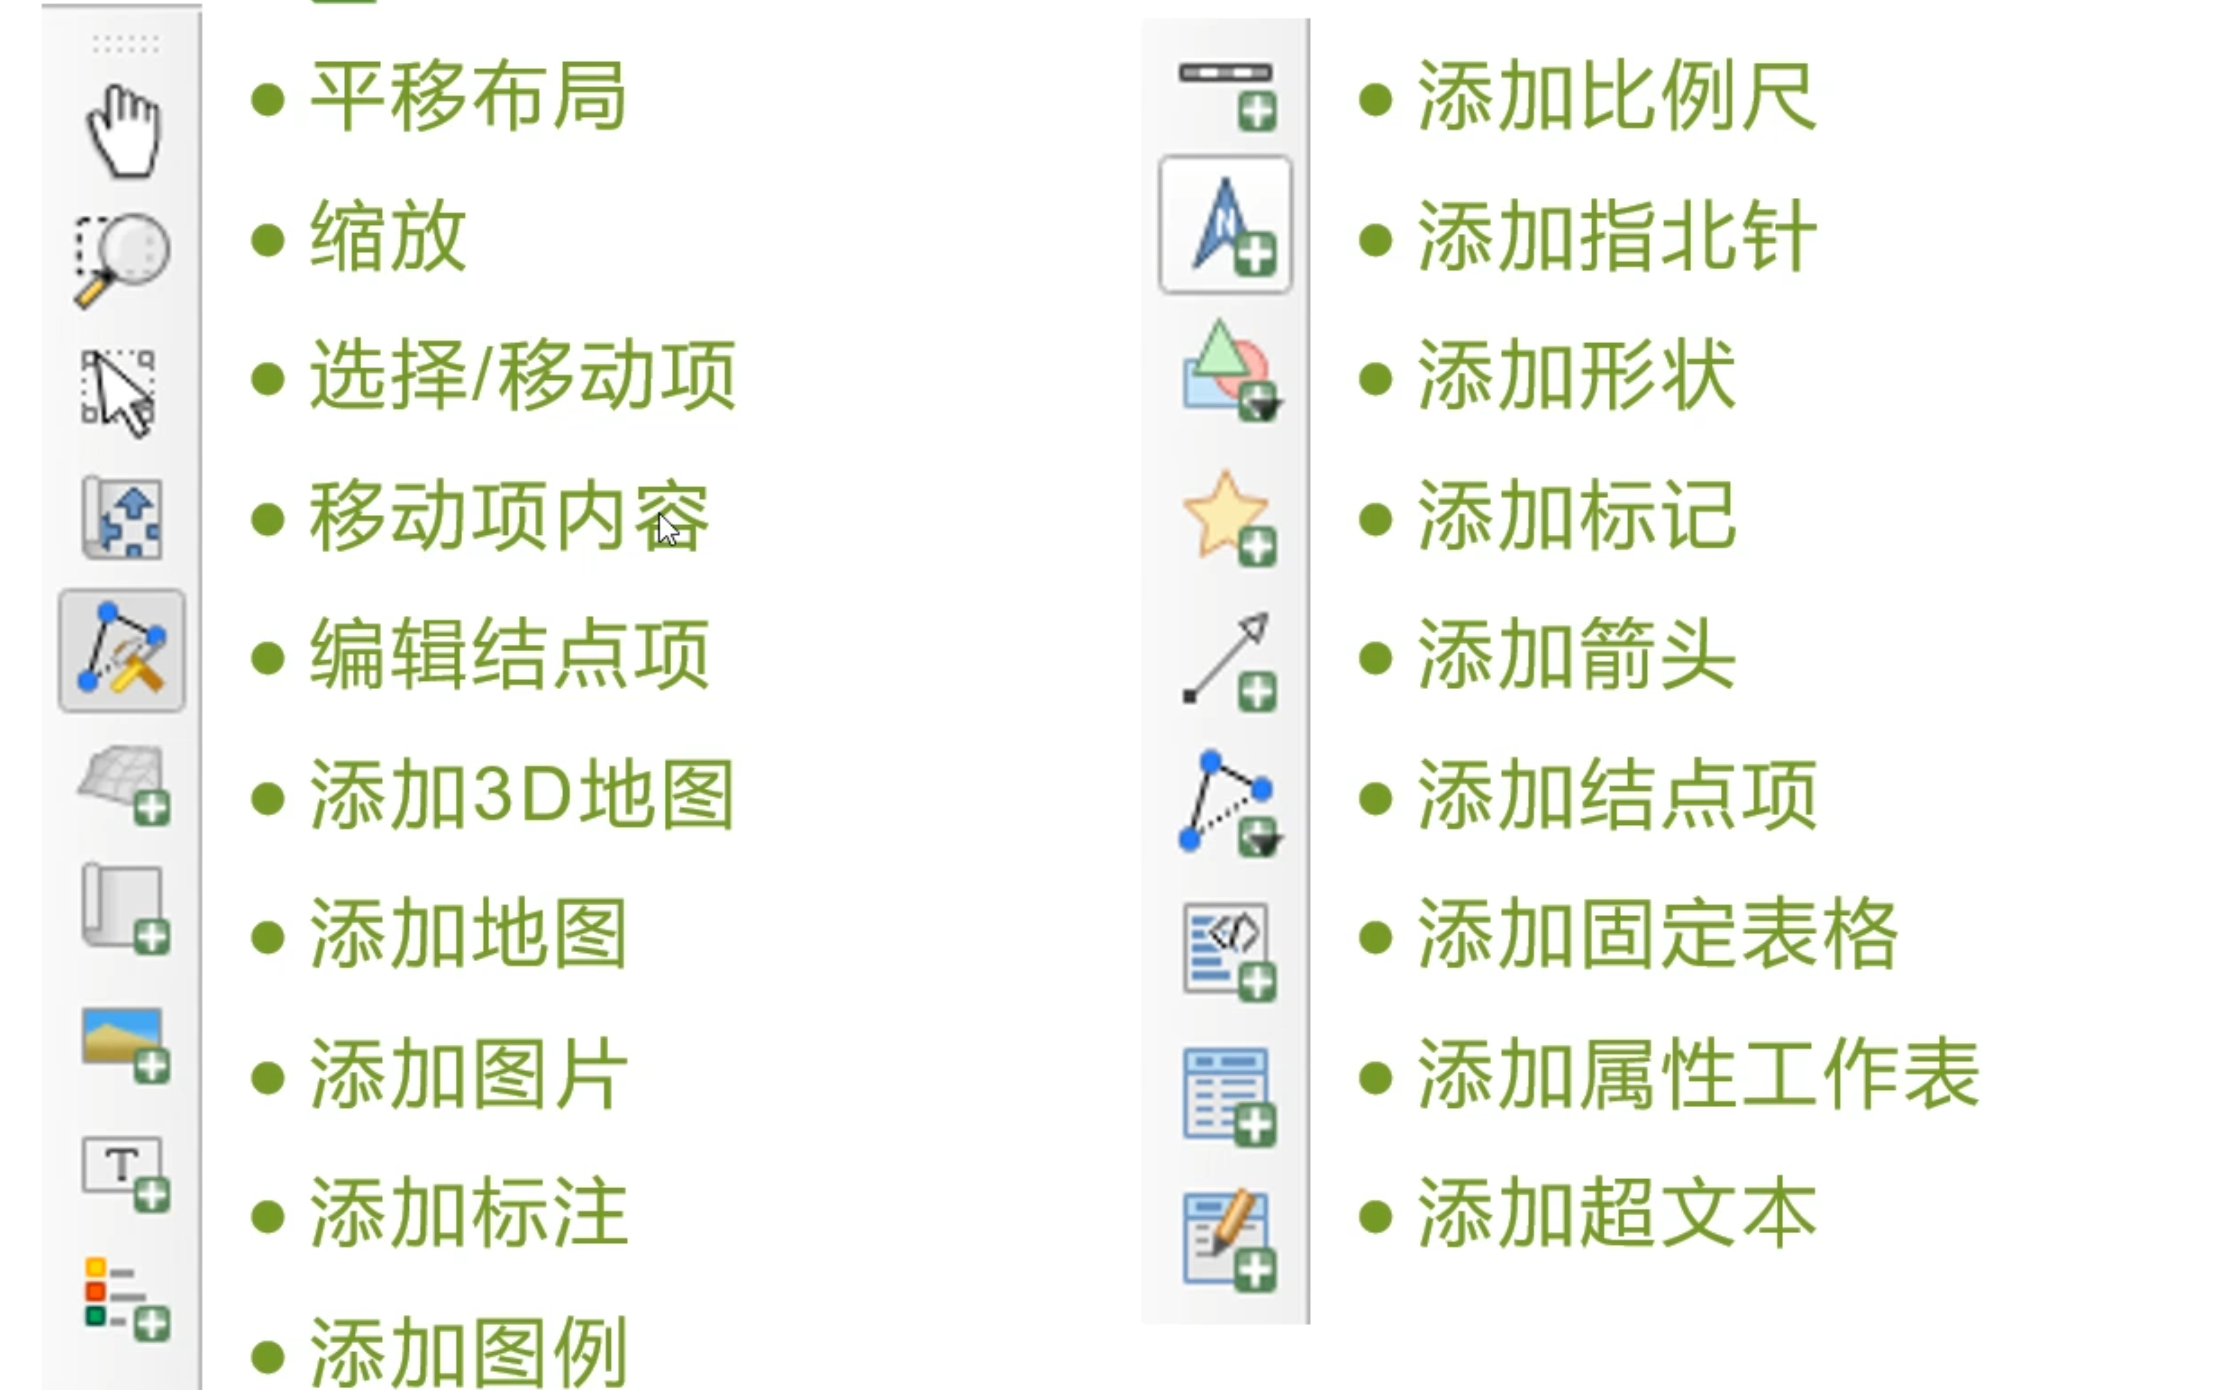 平移布局
缩放
选择/移动项
移动项内容
编辑结点项
添加3D地图
添加地图
添加图片
添加标注
添加图例
添加比例尺
添加指北针
添加形状
添加标记
添加箭头
添加结点项
添加固定表格
添加属性工作表
添加超文本